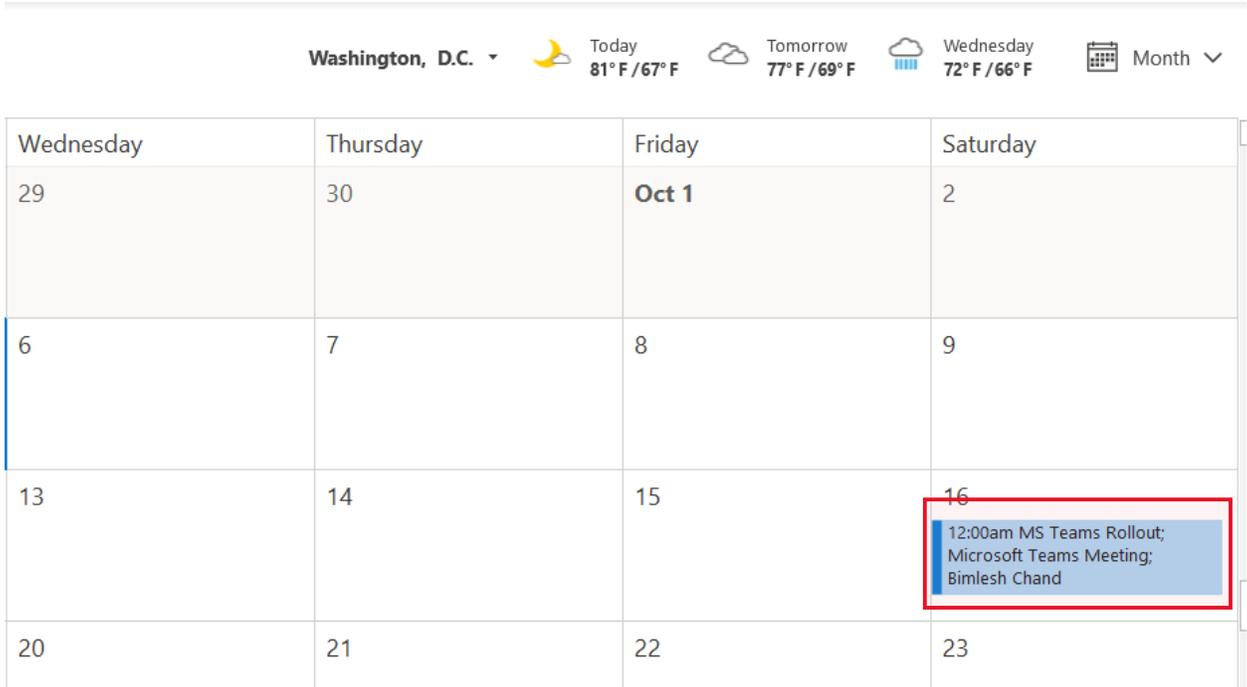 Washington, D.C.
Today
81°F/67°F
Tomorrow
77°F/69°F
Wednesday
72°F/66°F
Month
Wednesday Thursday Friday Saturday
29 30 Oct 1 2
6 7 8 9
13 14 15 16
12:00am MS Teams Rollout;
Microsoft Teams Meeting;
Bimlesh Chand
20 21 22 23